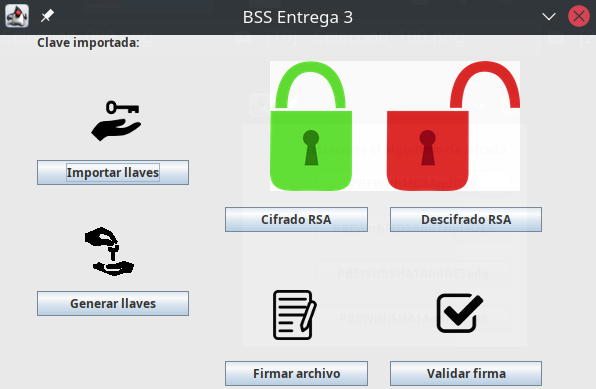 BSS Entrega 3
Clave importada:
Importar llaves
Cifrado RSA
Descifrado RSA
Generar llaves
Firmar archivo
Validar firma